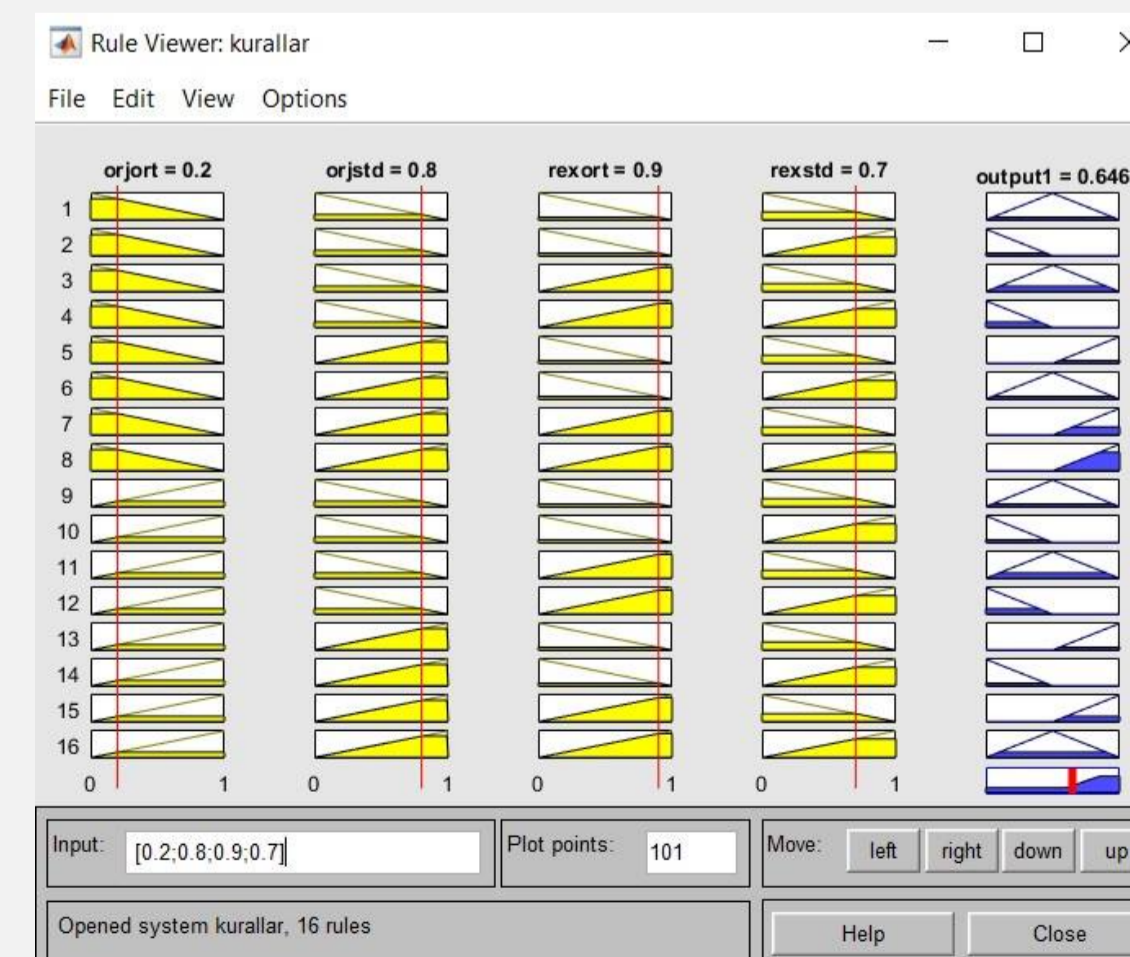 Rule Viewer: kurallar
File Edit View Options
orjort = 0.2 orjstd = 0.8 rexort = 0.9 rexstd = 0.7 output1 = 0.646
1
2
3
4
5
6
7
8
9
10
11
12
13
14
15
16
0 1 0 1 0 1 0 1
Input: [0.2;0.8;0.9;0.7] Plot points: 101 Move: left right down up
Opened system kurallar, 16 rules Help Close